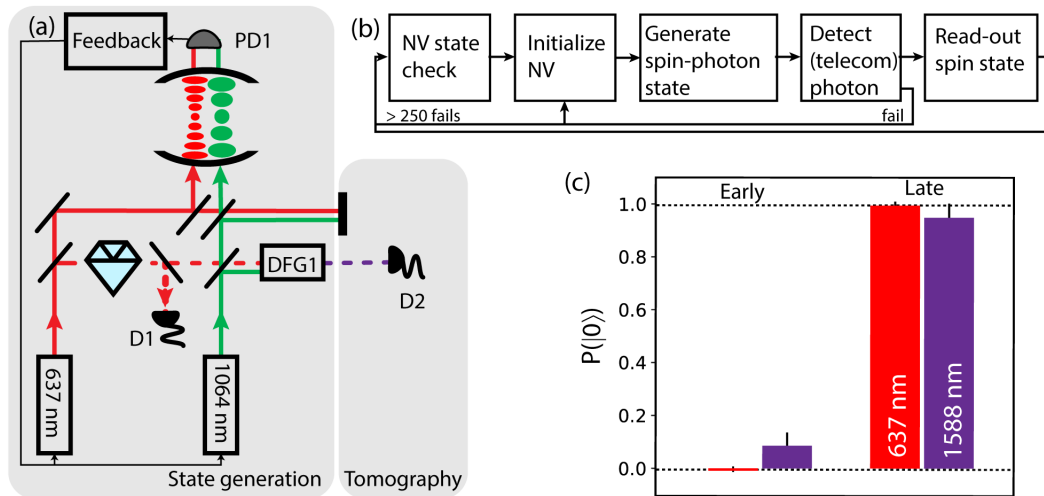 (a)
Feedback
PD1
DFG1
D2
D1
637 nm
1064 nm
State generation
Tomography
(b)
NV state
check
Initialize
NV
Generate
spin-photon
state
Detect
(telecom)
photon
Read-out
spin state
> 250 fails
fail
(c)
Early
Late
1.0
0.8
0.6
0.4
0.2
0.0
P(|0⟩)
637 nm
1588 nm